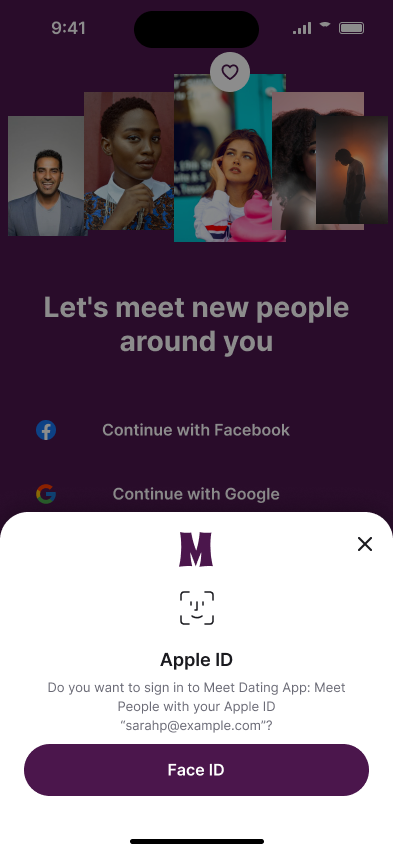 9:41
Let's meet new people
around you
Continue with Facebook
Continue with Google
M
Apple ID
Do you want to sign in to Meet Dating App: Meet
People with your Apple ID
“sarahp@example.com”?
Face ID